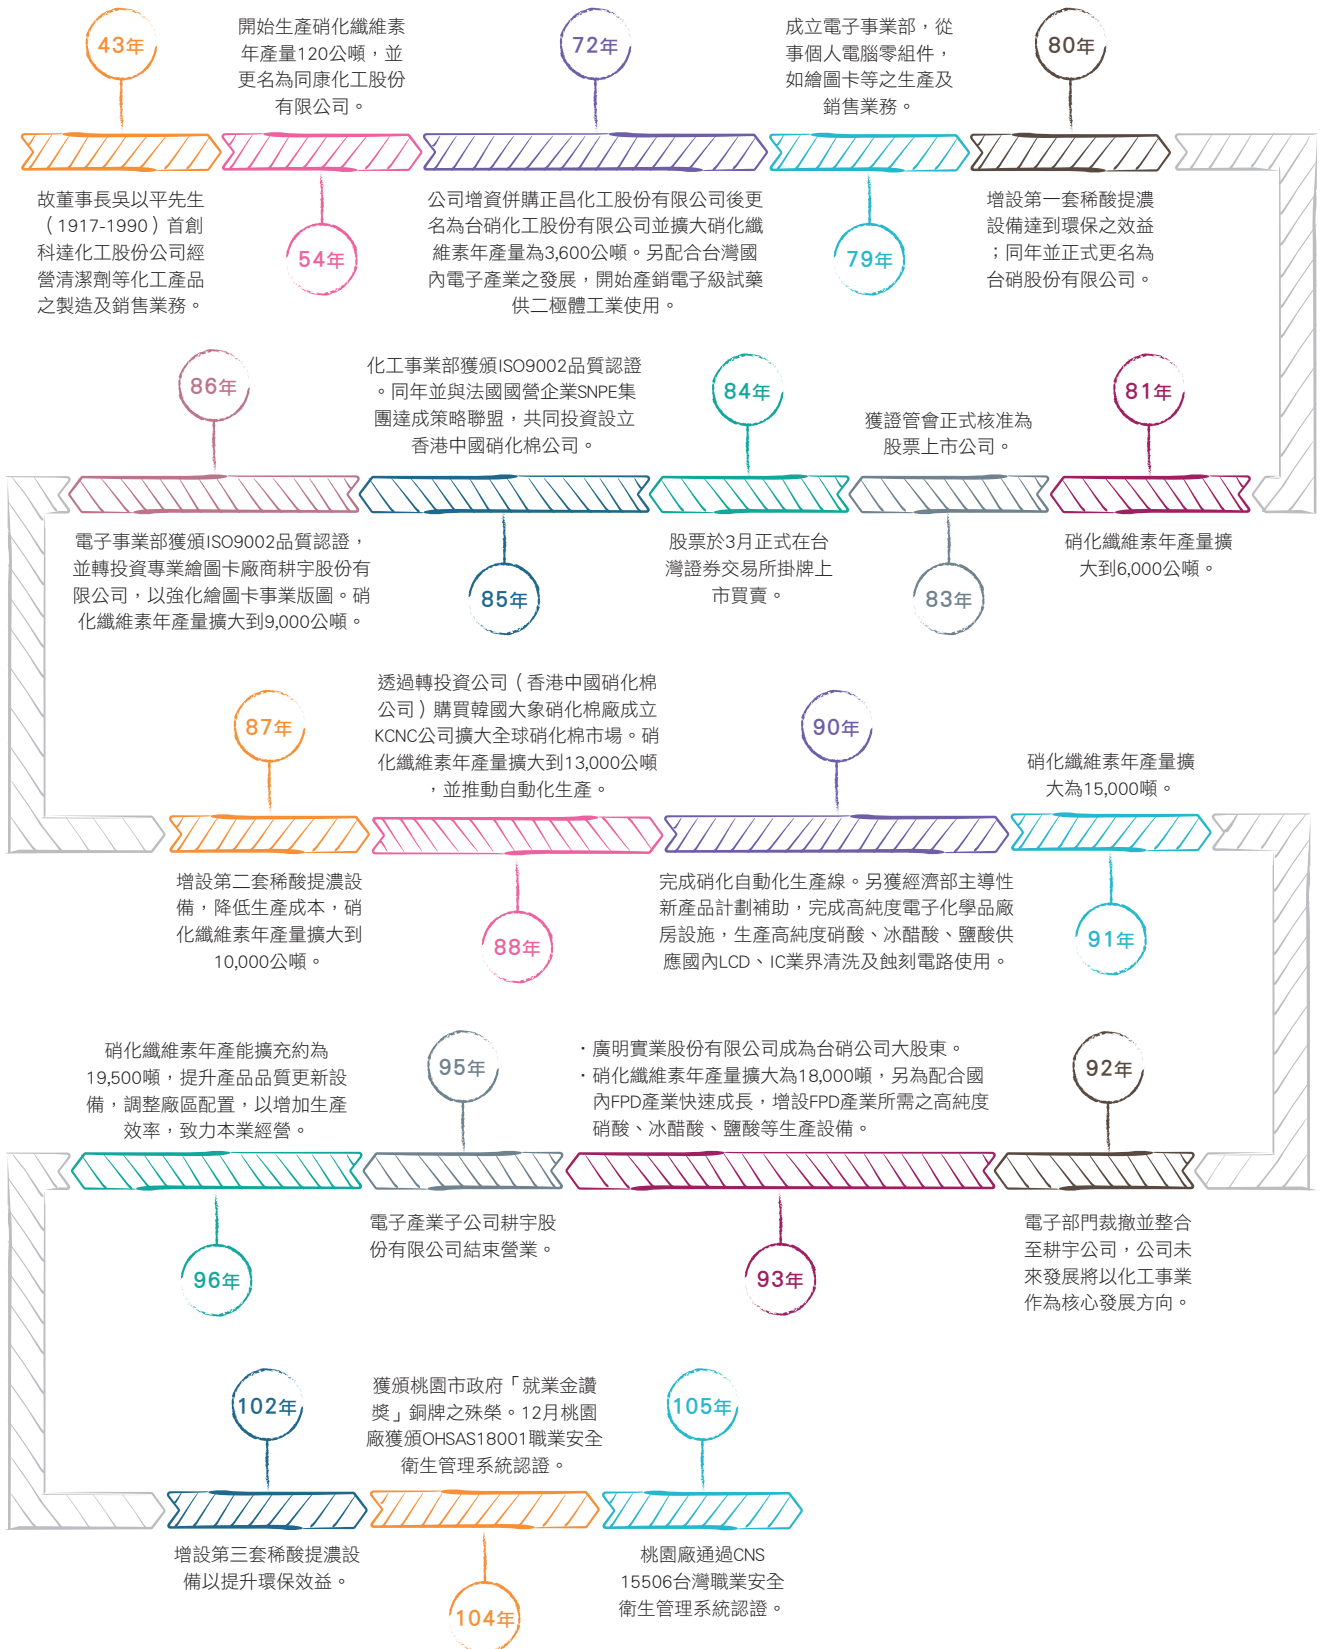 43年
故董事長吳以平先生
（1917-1990）首創
科達化工股份公司經
營清潔劑等化工產品
之製造及銷售業務。
開始生產硝化纖維素
年產量120公噸，並
更名為同康化工股份
有限公司。
54年
72年
公司增資併購正昌化工股份有限公司後更
名為台硝化工股份有限公司並擴大硝化纖
維素年產量為3,600公噸。另配合台灣國
內電子產業之發展，開始產銷電子級試藥
供二極體工業使用。
成立電子事業部，從
事個人電腦零組件，
如繪圖卡等之生產及
銷售業務。
79年
80年
增設第一套稀酸提濃
設備達到環保之效益
；同年並正式更名為
台硝股份有限公司。
81年
硝化纖維素年產量擴
大到6,000公噸。
獲證管會正式核准為
股票上市公司。
83年
84年
股票於3月正式在台
灣證券交易所掛牌上
市買賣。
化工事業部獲頒ISO9002品質認證
。同年並與法國國營企業SNPE集
團達成策略聯盟，共同投資設立
香港中國硝化棉公司。
85年
86年
電子事業部獲頒ISO9002品質認證，
並轉投資專業繪圖卡廠商耕宇股份有
限公司，以強化繪圖卡事業版圖。硝
化纖維素年產量擴大到9,000公噸。
87年
增設第二套稀酸提濃設
備，降低生產成本，硝
化纖維素年產量擴大到
10,000公噸。
透過轉投資公司（香港中國硝化棉
公司）購買韓國大象硝化棉廠成立
KCNC公司擴大全球硝化棉市場。硝
化纖維素年產量擴大到13,000公噸
，並推動自動化生產。
88年
90年
完成硝化自動化生產線。另獲經濟部主導性
新產品計劃補助，完成高純度電子化學品廠
房設施，生產高純度硝酸、冰醋酸、鹽酸供
應國內LCD、IC業界清洗及蝕刻電路使用。
硝化纖維素年產量擴
大為15,000噸。
91年
92年
電子部門裁撤並整合
至耕宇公司，公司未
來發展將以化工事業
作為核心發展方向。
・廣明實業股份有限公司成為台硝公司大股東。
・硝化纖維素年產量擴大為18,000噸，另為配合國
內FPD產業快速成長，增設FPD產業所需之高純度
硝酸、冰醋酸、鹽酸等生產設備。
93年
95年
電子產業子公司耕宇股
份有限公司結束營業。
硝化纖維素年產能擴充約為
19,500噸，提升產品品質更新設
備，調整廠區配置，以增加生產
效率，致力本業經營。
96年
102年
增設第三套稀酸提濃設
備以提升環保效益。
獲頒桃園市政府「就業金讚
獎」銅牌之殊榮。12月桃園
廠獲頒OHSAS18001職業安全
衛生管理系統認證。
104年
105年
桃園廠通過CNS
15506台灣職業安全
衛生管理系統認證。